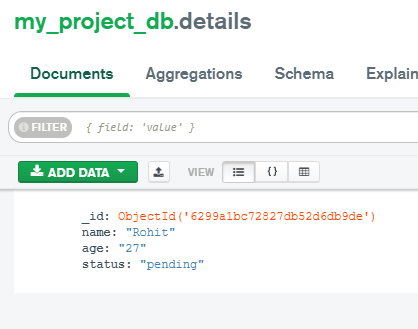 my_project_db.details
Documents Aggregations Schema Explain
FILTER { field: 'value' }
ADD DATA VIEW {}
_id: ObjectId('6299a1bc72827db52d6db9de')
name: "Rohit"
age: "27"
status: "pending"